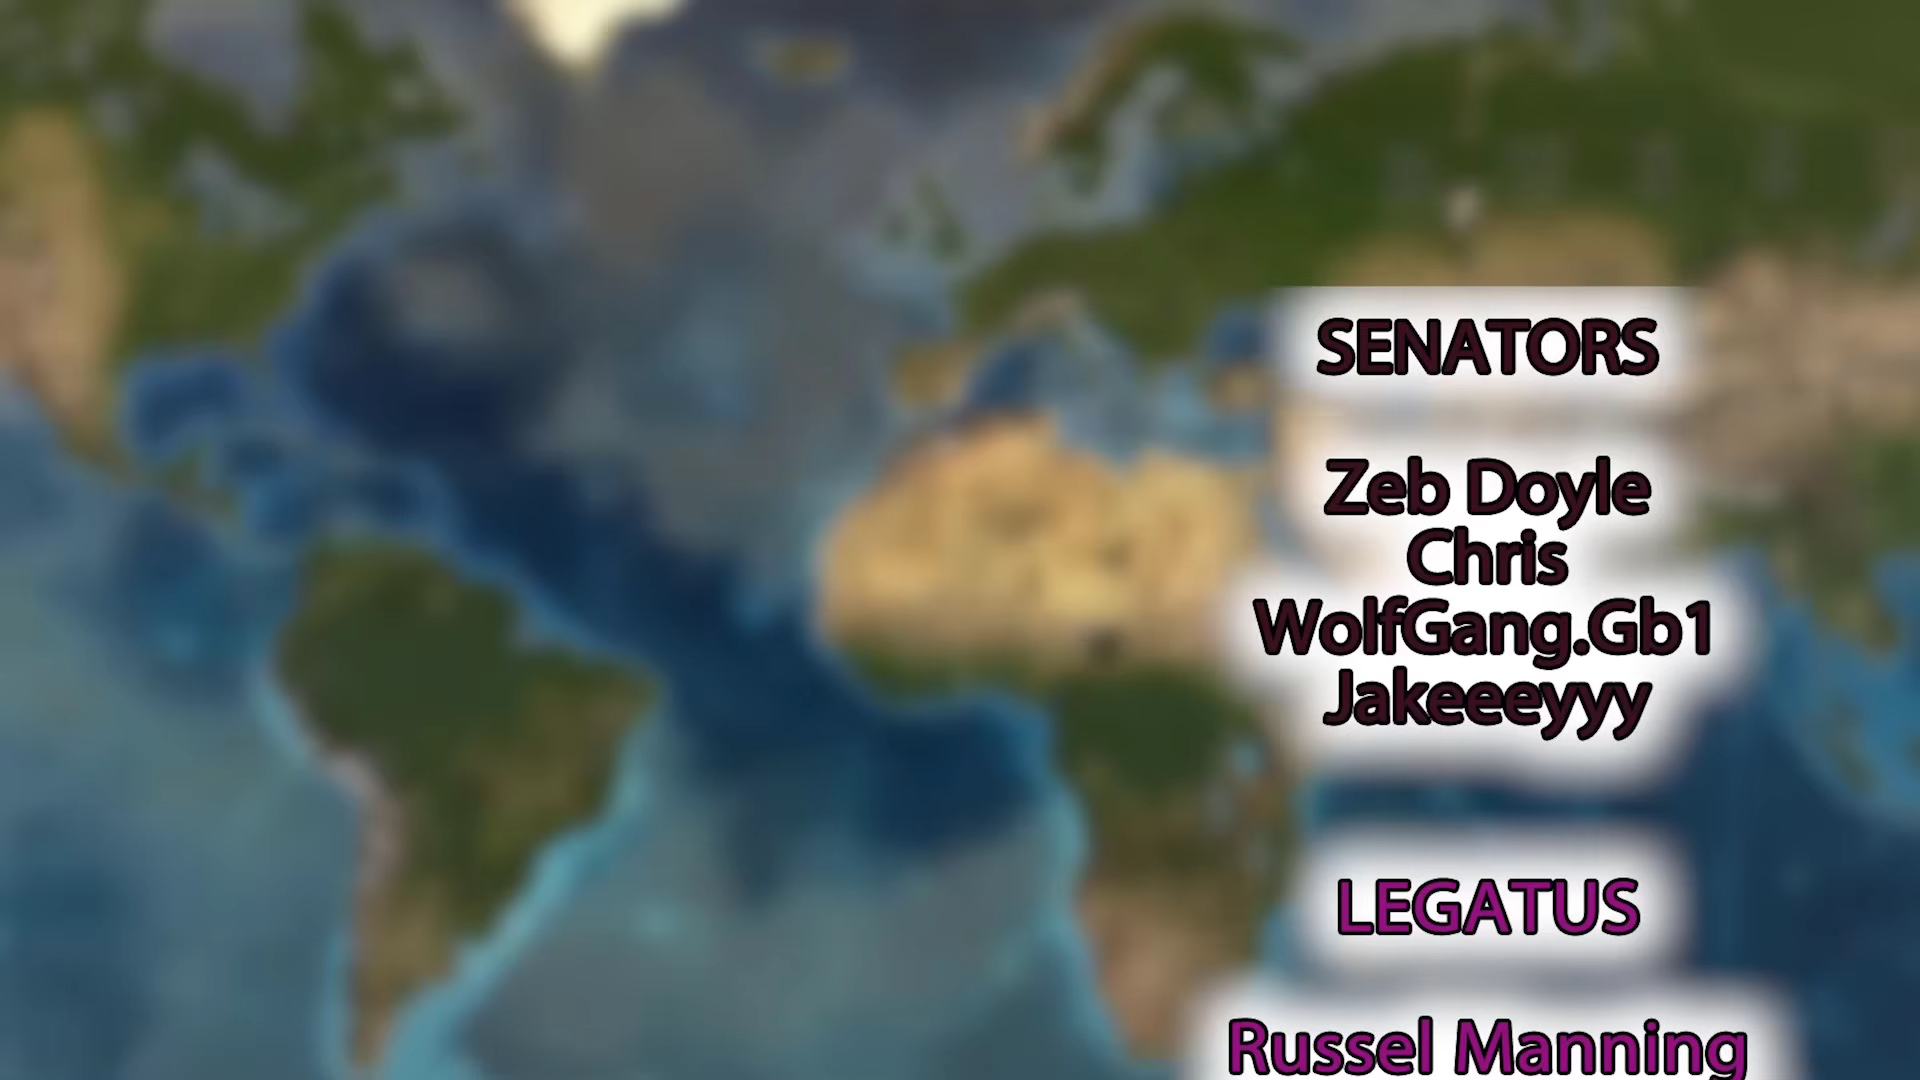 SENATORS
Zeb Doyle
Chris
WolfGang.Gb1
Jakeeeyyy
LEGATUS
Russel Manning